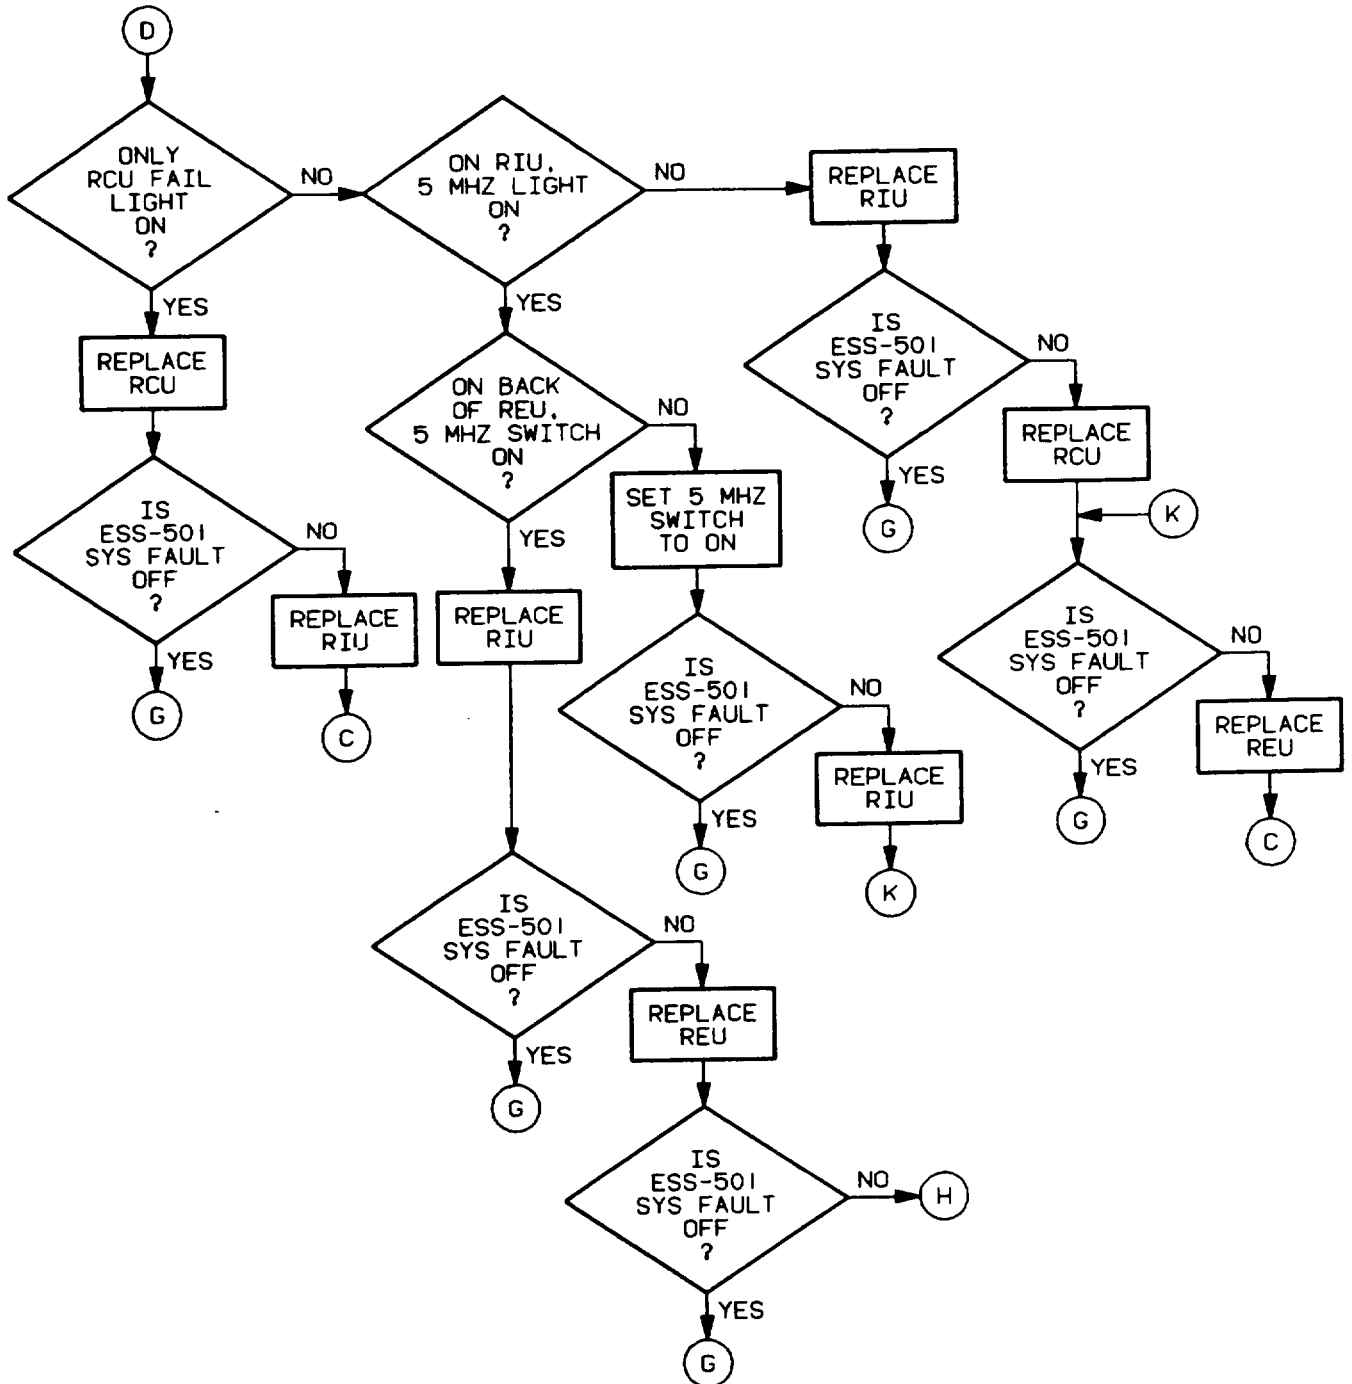 D
ONLY
RCU FAIL
LIGHT
ON
?
NO
YES
REPLACE
RCU
IS
ESS-501
SYS FAULT
OFF
?
NO
YES
G
REPLACE
RIU
C
ON RIU,
5 MHZ LIGHT
ON
?
NO
YES
ON BACK
OF REU,
5 MHZ SWITCH
ON
?
NO
YES
REPLACE
RIU
IS
ESS-501
SYS FAULT
OFF
?
NO
YES
G
REPLACE
REU
IS
ESS-501
SYS FAULT
OFF
?
NO
H
YES
G
SET 5 MHZ
SWITCH
TO ON
IS
ESS-501
SYS FAULT
OFF
?
NO
YES
G
REPLACE
RIU
K
REPLACE
RIU
IS
ESS-501
SYS FAULT
OFF
?
NO
YES
G
REPLACE
RCU
K
IS
ESS-501
SYS FAULT
OFF
?
NO
YES
G
REPLACE
REU
C